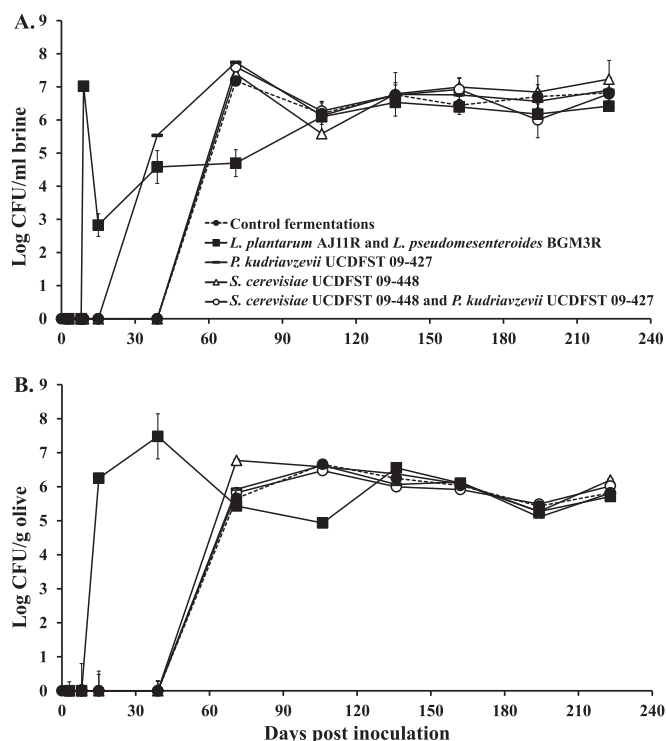 A.
9
8
7
6
5
4
3
2
1
0
Log CFU/ml brine
Control fermentations
L. plantarum AJ11R and L. pseudomesenteroides BGM3R
P. kudriavzevii UCDFST 09-427
S. cerevisiae UCDFST 09-448
S. cerevisiae UCDFST 09-448 and P. kudriavzevii UCDFST 09-427
0 30 60 90 120 150 180 210 240
B.
9
8
7
6
5
4
3
2
1
0
Log CFU/g olive
0 30 60 90 120 150 180 210 240
Days post inoculation